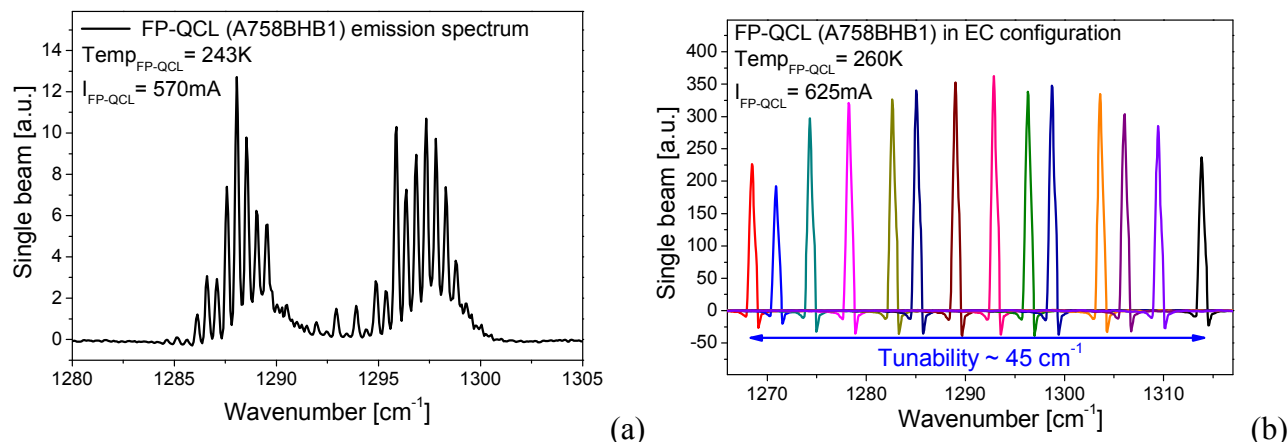 FP-QCL (A758BHB1) emission spectrum
Temp_FP-QCL = 243K
I_FP-QCL = 570mA
Single beam [a.u.]
14
12
10
8
6
4
2
0
1280 1285 1290 1295 1300 1305
Wavenumber [cm⁻¹]
(a)
FP-QCL (A758BHB1) in EC configuration
Temp_FP-QCL = 260K
I_FP-QCL = 625mA
Single beam [a.u.]
400
350
300
250
200
150
100
50
0
-50
Tunability ~ 45 cm⁻¹
1270 1280 1290 1300 1310
Wavenumber [cm⁻¹]
(b)